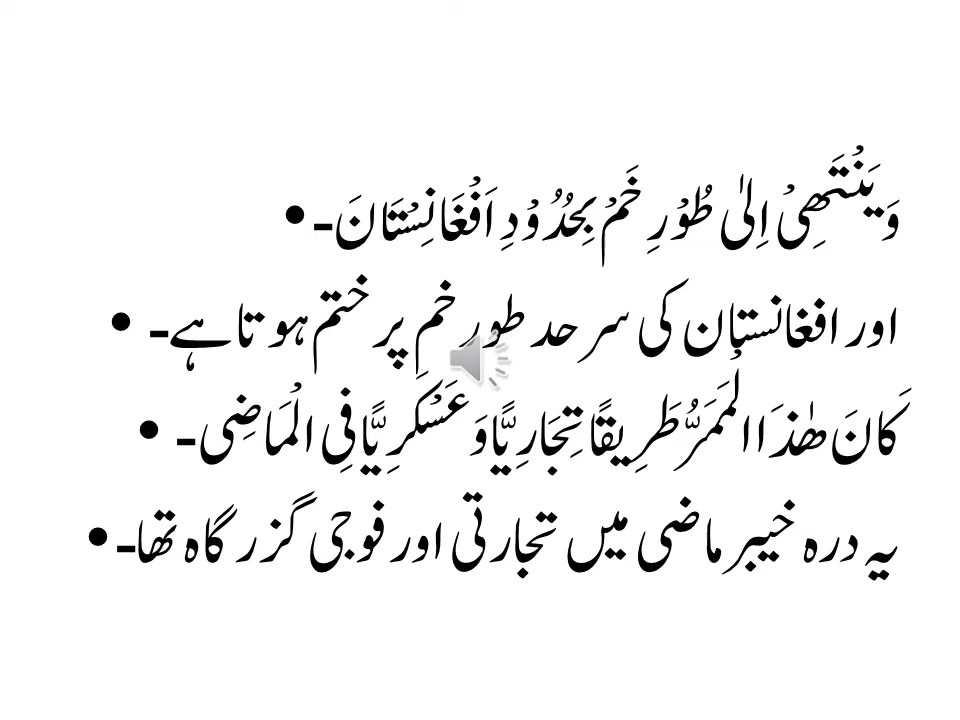 وَيَنْتَهِيْ اِلٰى طُوْرِ خَمْ بِحُدُوْدِ اَفْغَانِسْتَانَ۔ •
اور افغانستان کی سرحد طور خم پر ختم ہوتا ہے۔ •
كَانَ هٰذَا الْمَمَرُّ طَرِيقًا تِجَارِيًّا وَ عَسْكَرِيًّا فِى الْمَاضِى۔ •
یہ درہ خیبر ماضی میں تجارتی اور فوجی گزر گاہ تھا۔ •